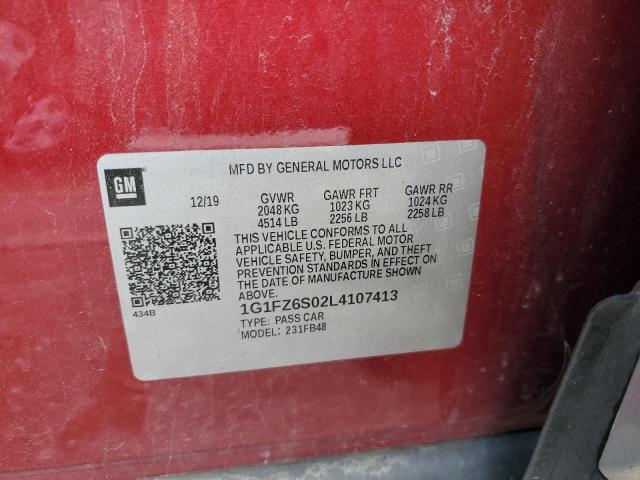 MFD BY GENERAL MOTORS LLC
GM
12/19 GVWR GAWR FRT GAWR RR
2048 KG 1023 KG 1024 KG
4514 LB 2256 LB 2258 LB
THIS VEHICLE CONFORMS TO ALL
APPLICABLE U.S. FEDERAL MOTOR
VEHICLE SAFETY, BUMPER, AND THEFT
PREVENTION STANDARDS IN EFFECT ON
THE DATE OF MANUFACTURE SHOWN
ABOVE.
434B
1G1FZ6S02L4107413
TYPE: PASS CAR
MODEL: 231FB48